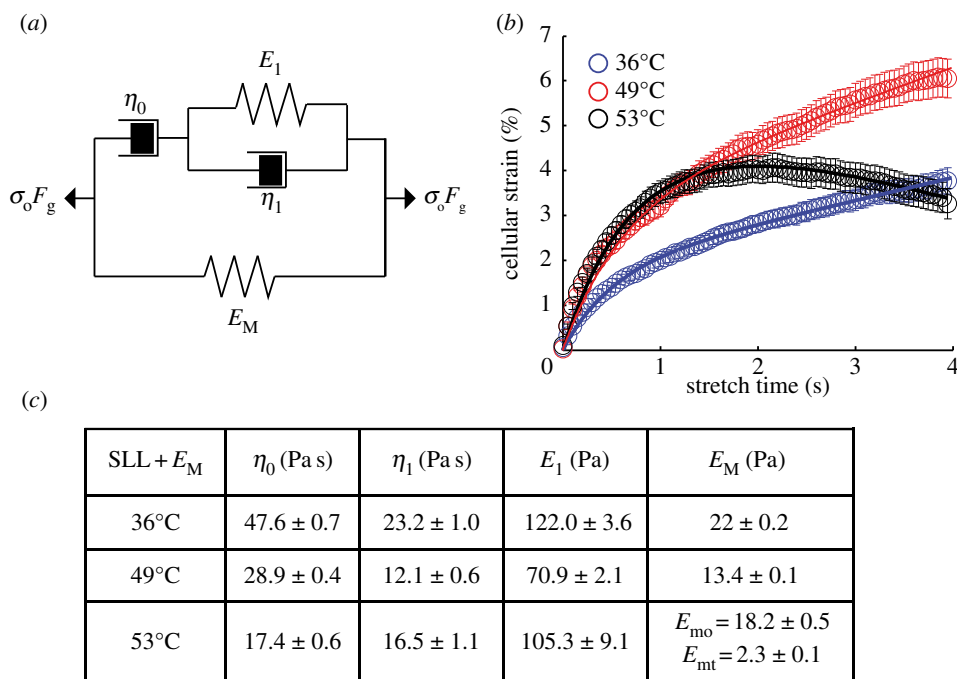 (a)
E1
η0
η1
σoFg
σoFg
EM
(b)
7
6
5
4
3
2
1
0
1
2
3
4
cellular strain (%)
stretch time (s)
36°C
49°C
53°C
(c)
SLL + EM η0 (Pa s) η1 (Pa s) E1 (Pa) EM (Pa)
36°C 47.6 ± 0.7 23.2 ± 1.0 122.0 ± 3.6 22 ± 0.2
49°C 28.9 ± 0.4 12.1 ± 0.6 70.9 ± 2.1 13.4 ± 0.1
53°C 17.4 ± 0.6 16.5 ± 1.1 105.3 ± 9.1 Emo = 18.2 ± 0.5
Emt = 2.3 ± 0.1